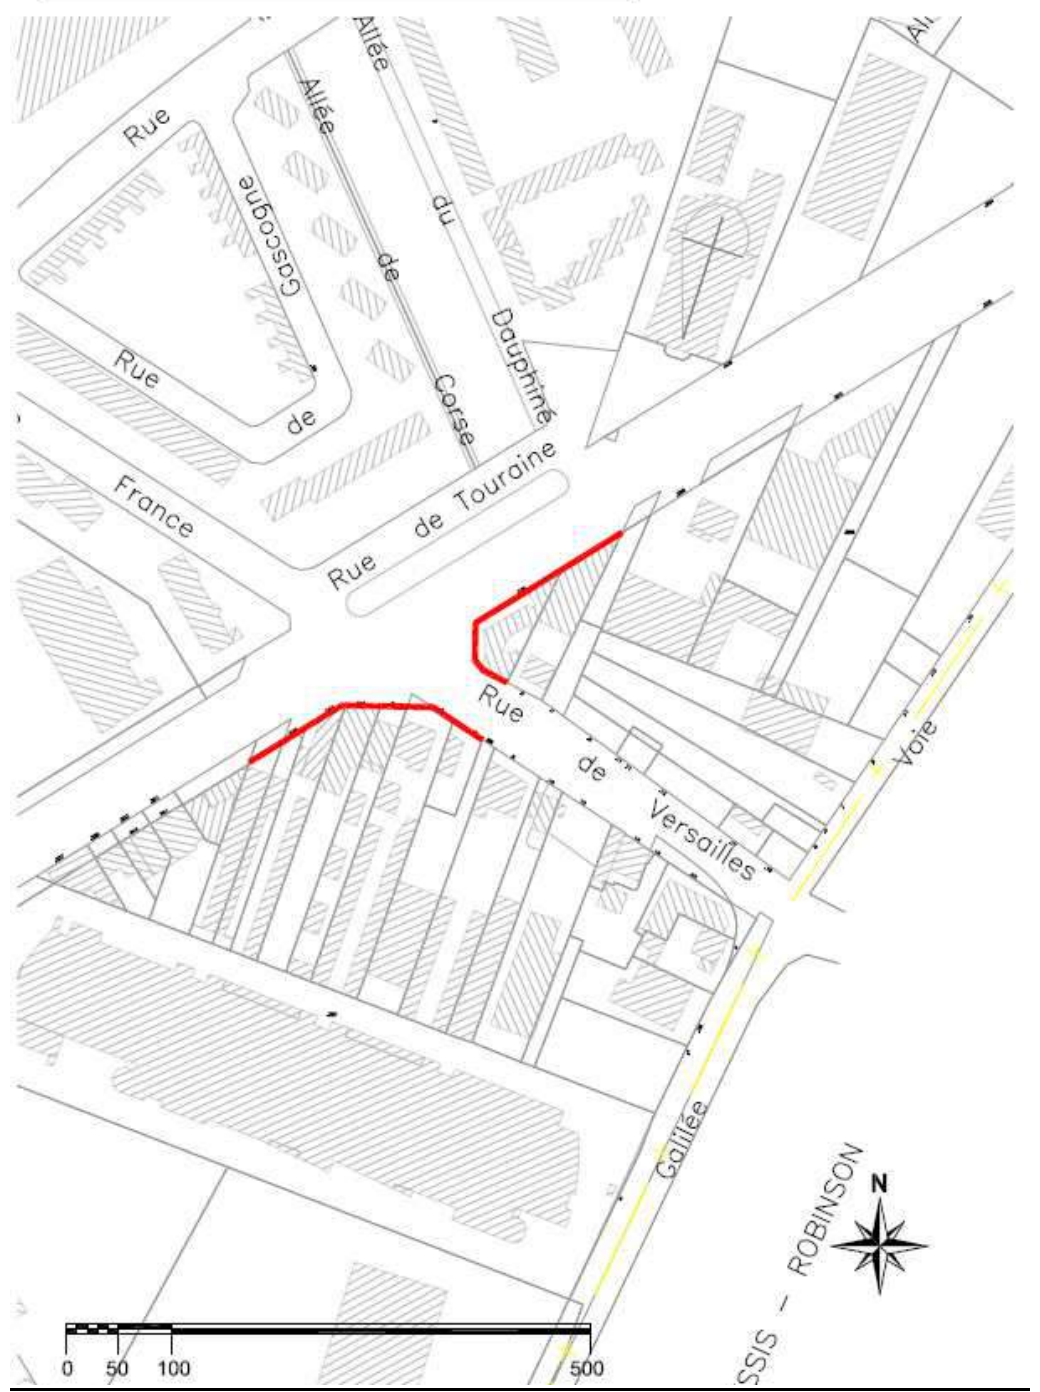 Allée
du
Dauphiné
Allée
de
Corse
Rue
Gascogne
Rue
de
France
Rue de Touraine
Rue
de
Versailles
Voie
Galilée
SSIS - ROBINSON
N
0 50 100 500